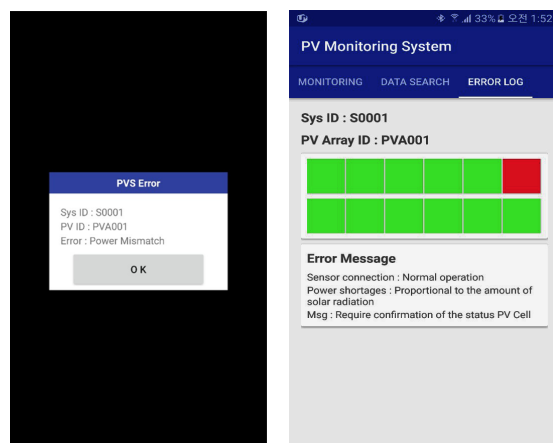 PVS Error
Sys ID : S0001
PV ID : PVA001
Error : Power Mismatch
O K
33% 오전 1:52
PV Monitoring System
MONITORING DATA SEARCH ERROR LOG
Sys ID : S0001
PV Array ID : PVA001
Error Message
Sensor connection : Normal operation
Power shortages : Proportional to the amount of
solar radiation
Msg : Require confirmation of the status PV Cell